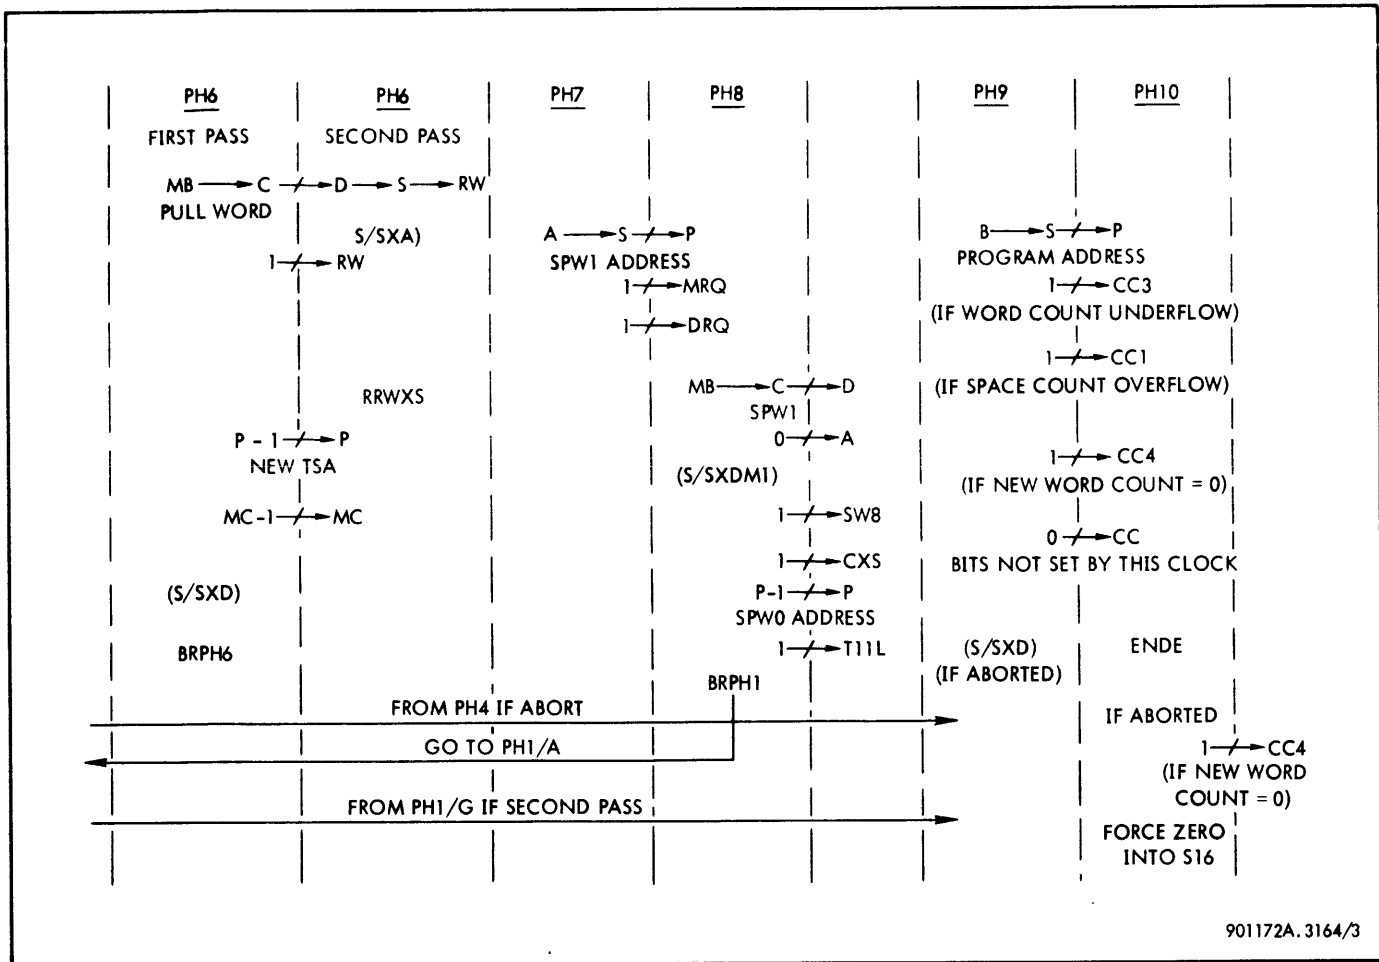 PH6 PH6 PH7 PH8 PH9 PH10
FIRST PASS SECOND PASS
MB C D S RW
PULL WORD
S/SXA)
1 RW
A S P
SPW1 ADDRESS
1 MRQ
1 DRQ
B S P
PROGRAM ADDRESS
1 CC3
(IF WORD COUNT UNDERFLOW)
1 CC1
(IF SPACE COUNT OVERFLOW)
RRWXS
MB C D
SPW1
P - 1 P
NEW TSA
0 A
(S/SXDM1)
1 CC4
(IF NEW WORD COUNT = 0)
MC-1 MC
1 SW8
0 CC
BITS NOT SET BY THIS CLOCK
1 CXS
(S/SXD)
P-1 P
SPW0 ADDRESS
BRPH6
1 T11L
(S/SXD)
(IF ABORTED)
ENDE
BRPH1
FROM PH4 IF ABORT
IF ABORTED
GO TO PH1/A
1 CC4
(IF NEW WORD
COUNT = 0)
FROM PH1/G IF SECOND PASS
FORCE ZERO
INTO S16
901172A.3164/3